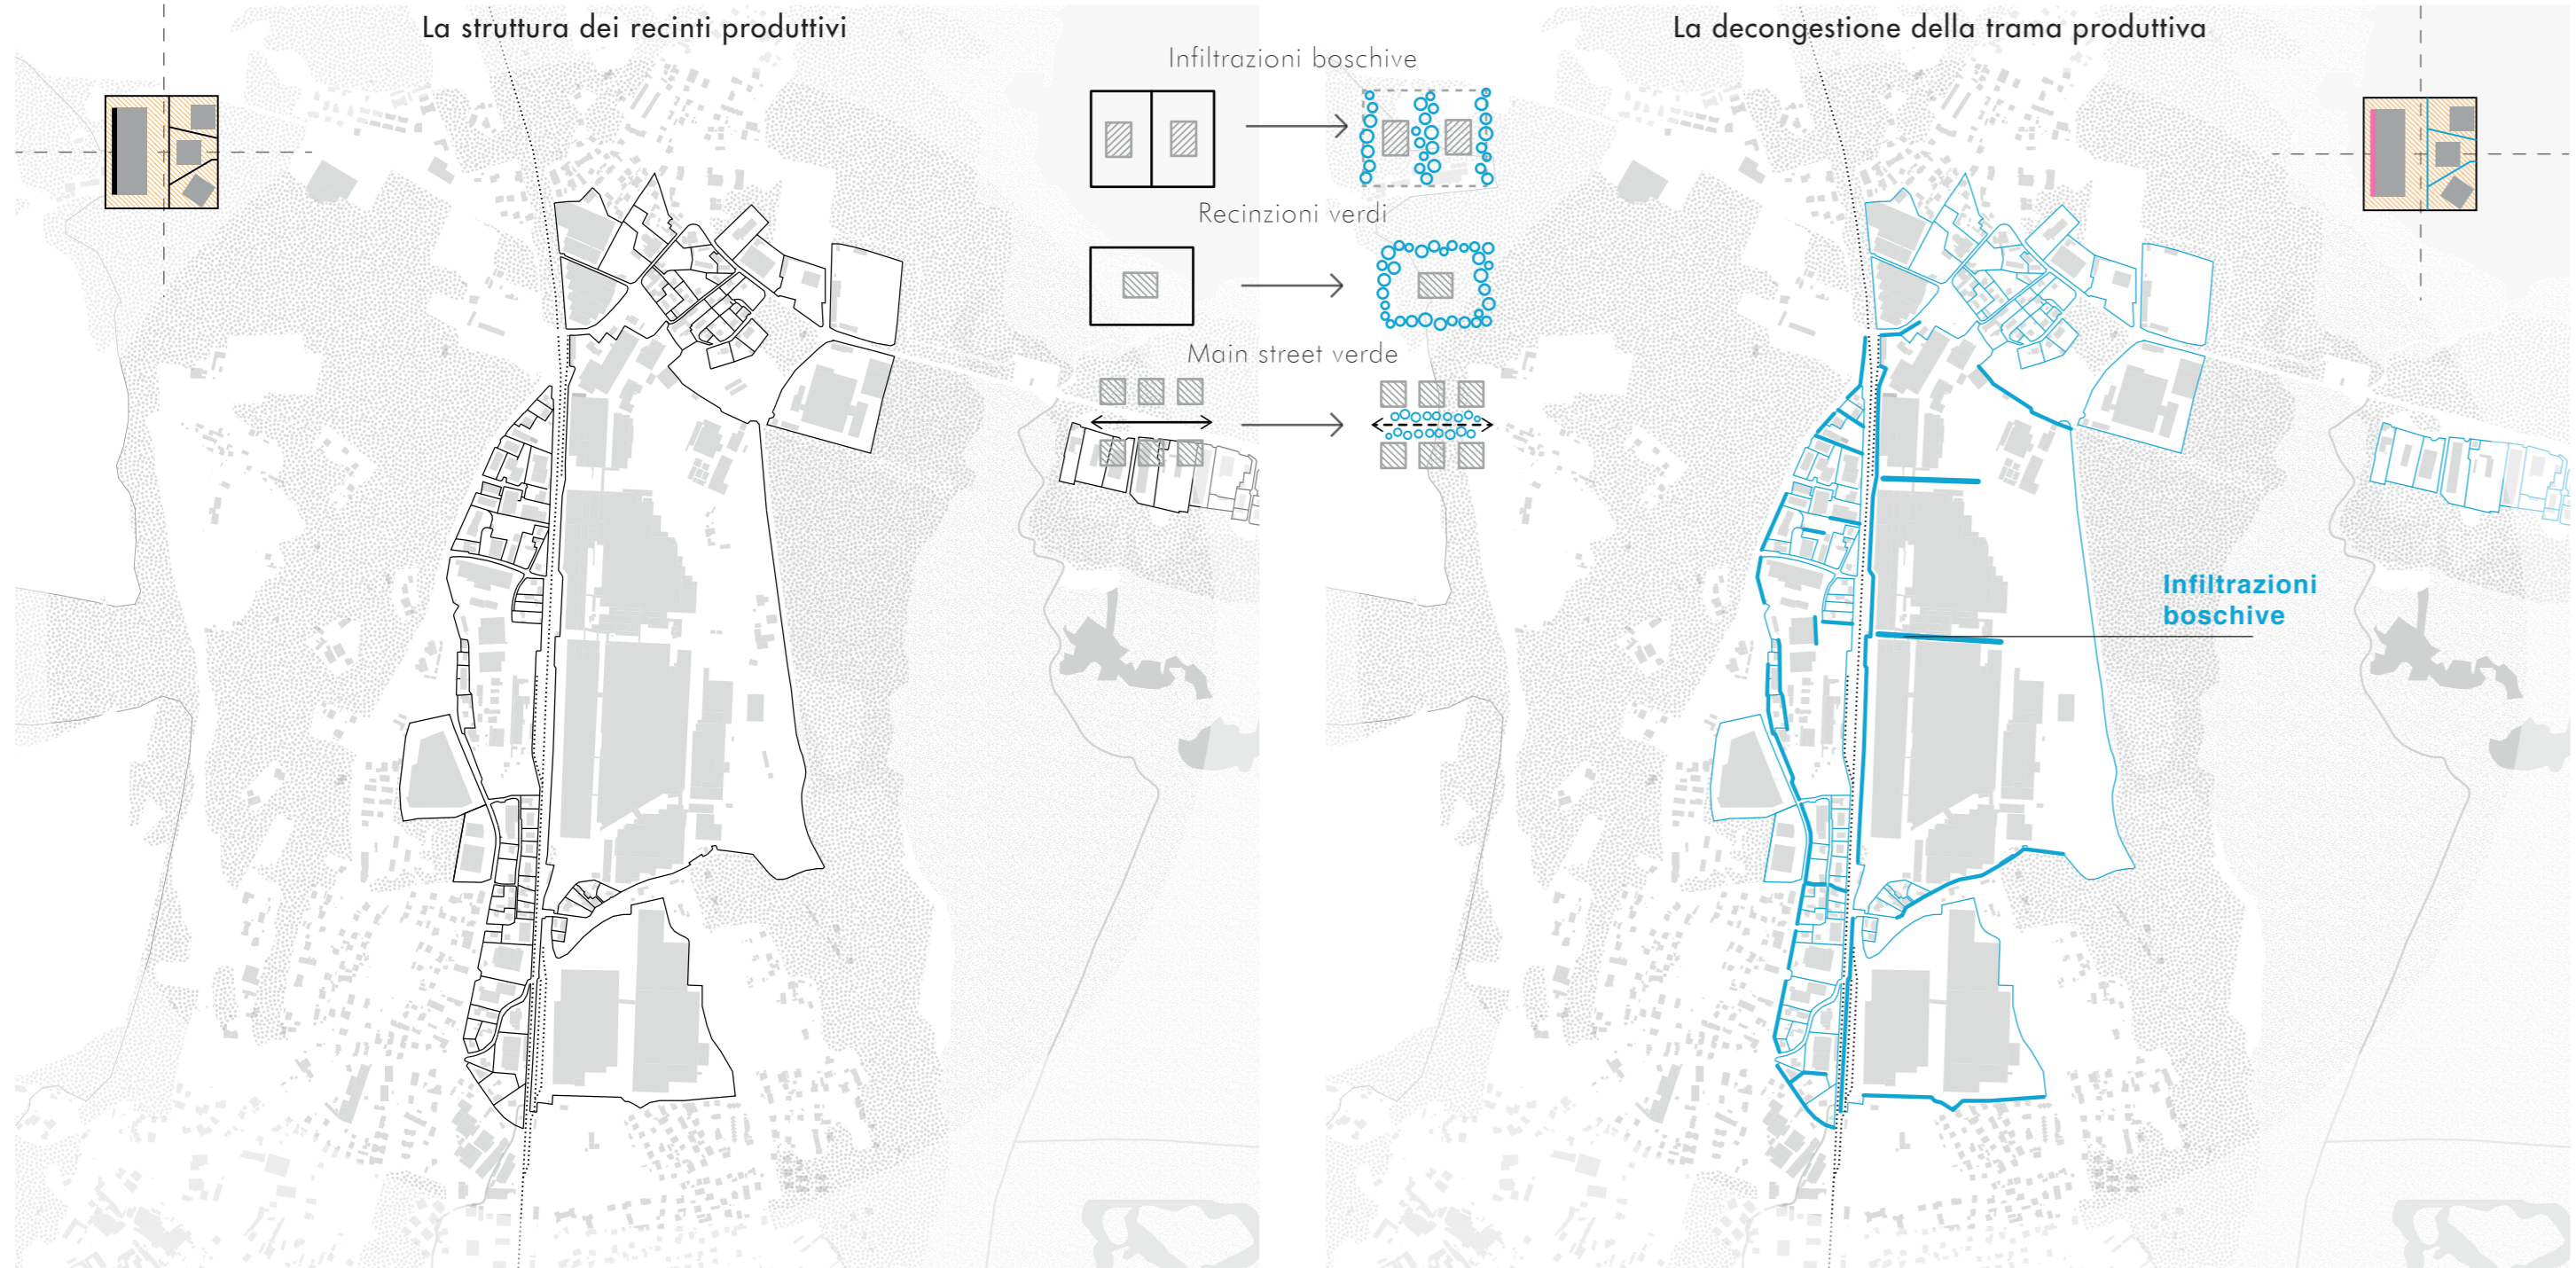 La struttura dei recinti produttivi
La decongestione della trama produttiva
Infiltrazioni boschive
Recinzioni verdi
Main street verde
Infiltrazioni
boschive